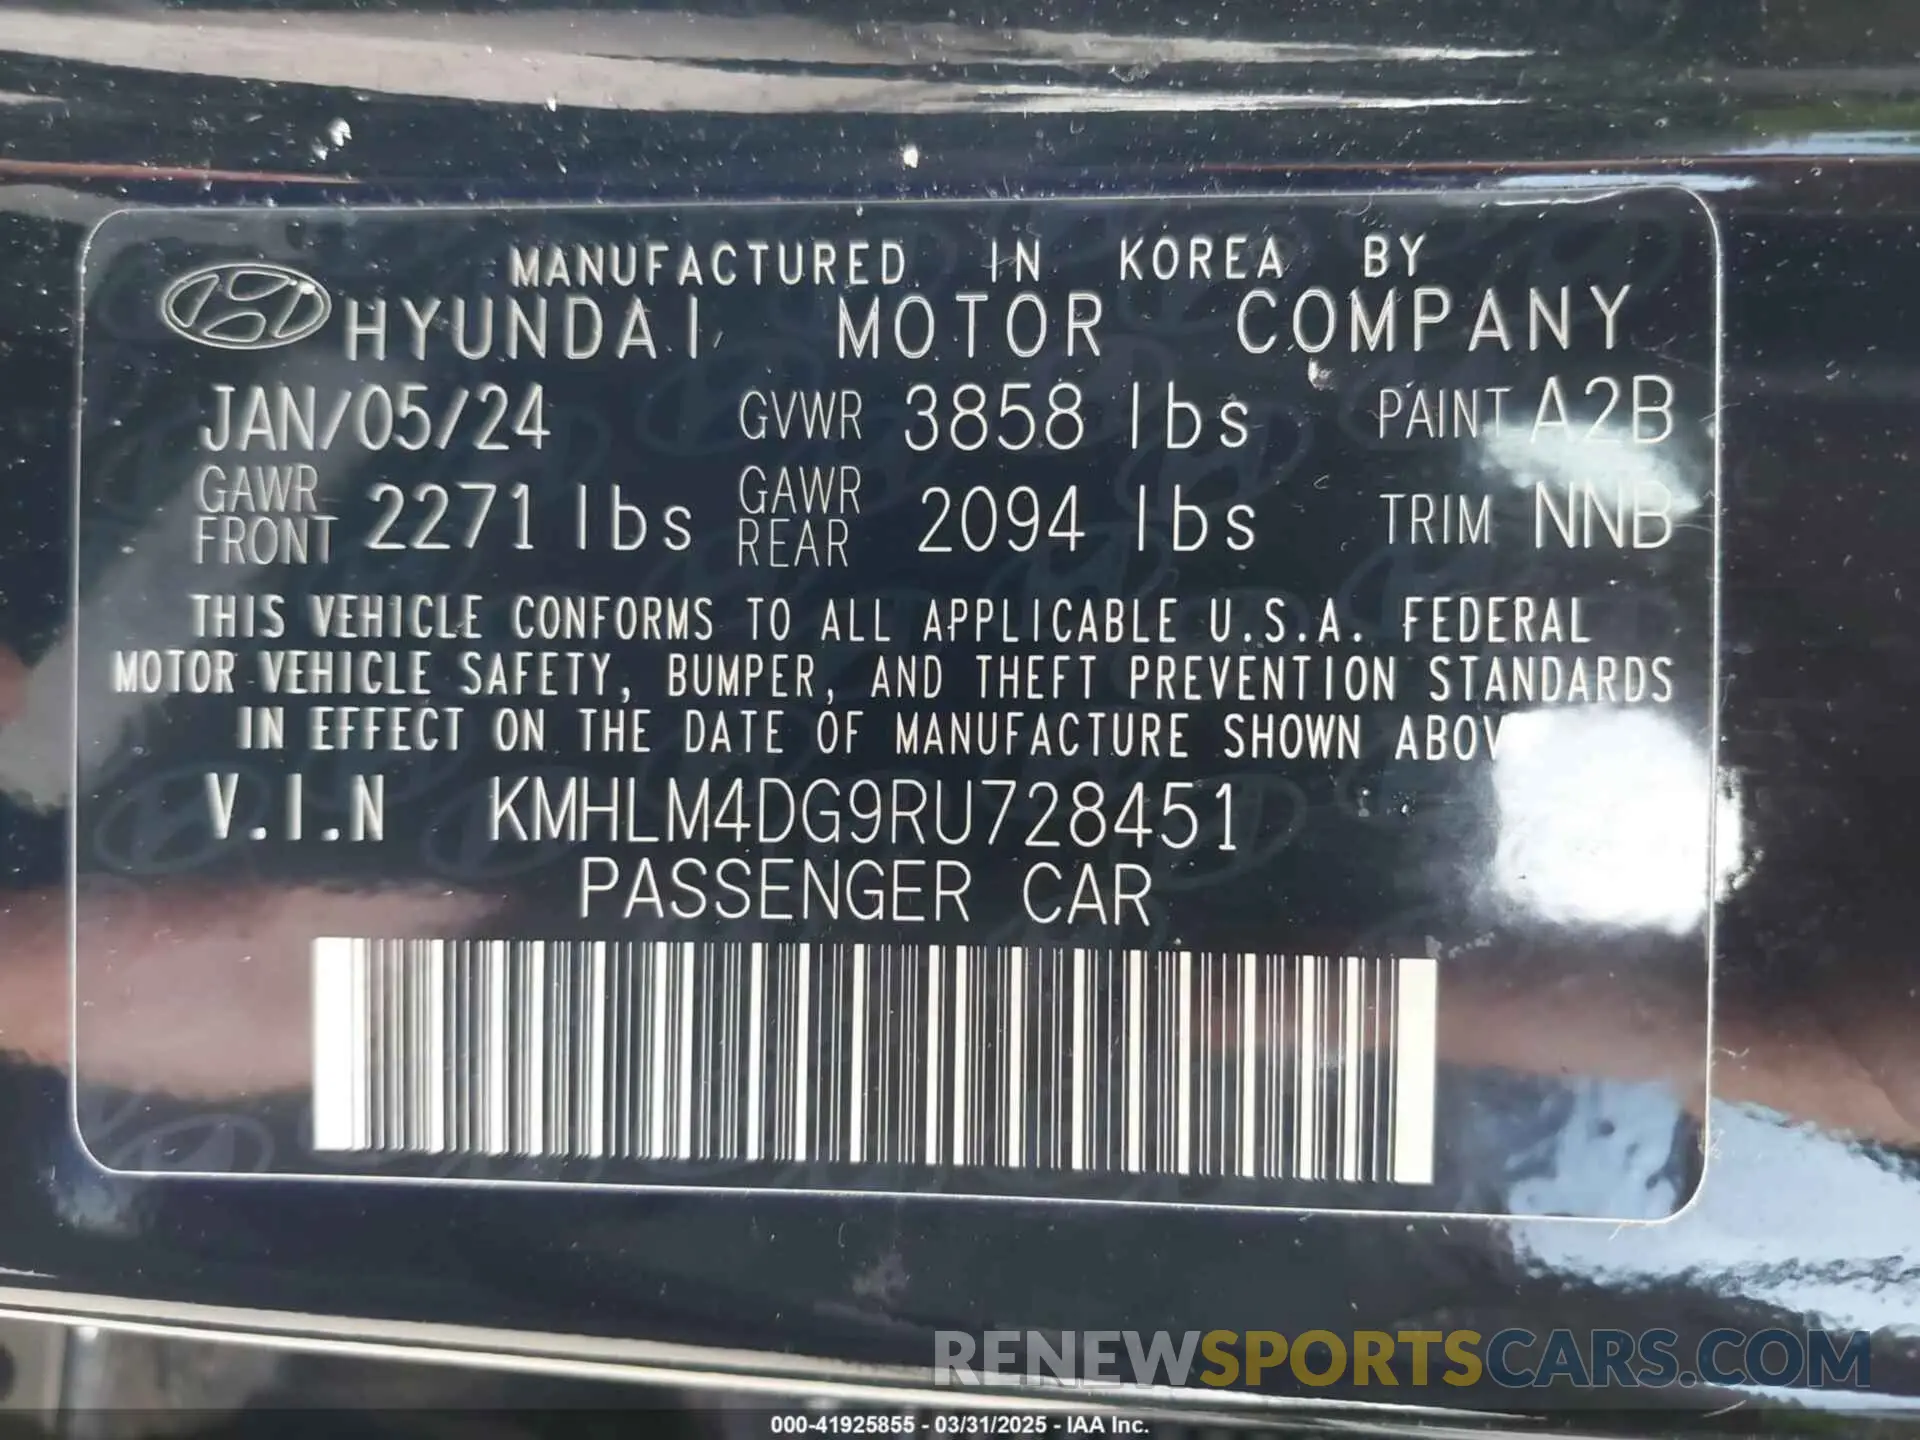 MANUFACTURED IN KOREA BY
HYUNDAI MOTOR COMPANY
JAN/05/24 GVWR 3858 lbs PAINT A2B
GAWR FRONT 2271 lbs GAWR REAR 2094 lbs TRIM NNB
THIS VEHICLE CONFORMS TO ALL APPLICABLE U.S.A. FEDERAL
MOTOR VEHICLE SAFETY, BUMPER, AND THEFT PREVENTION STANDARDS
IN EFFECT ON THE DATE OF MANUFACTURE SHOWN
V.I.N KMHLM4DG9RU728451
PASSENGER CAR
RENEWSPORTSCARS.COM
000-41925855 - 03/31/2025 - IAA Inc.